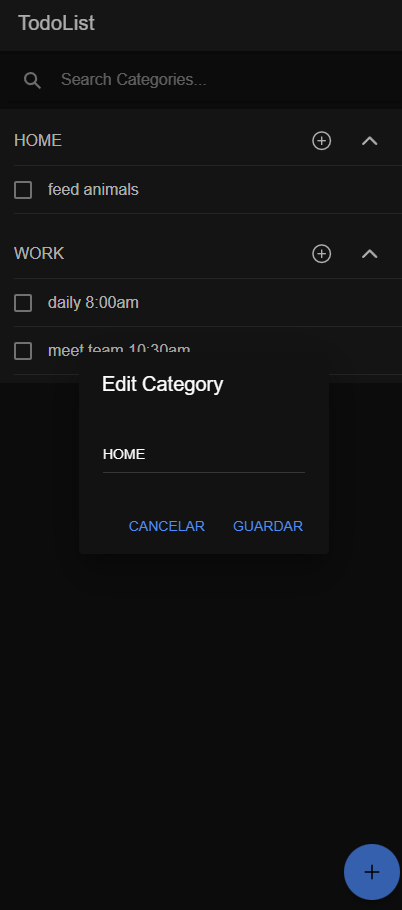 TodoList
Search Categories...
HOME
feed animals
WORK
daily 8:00am
meet team 10:30am
Edit Category
HOME
CANCELAR GUARDAR